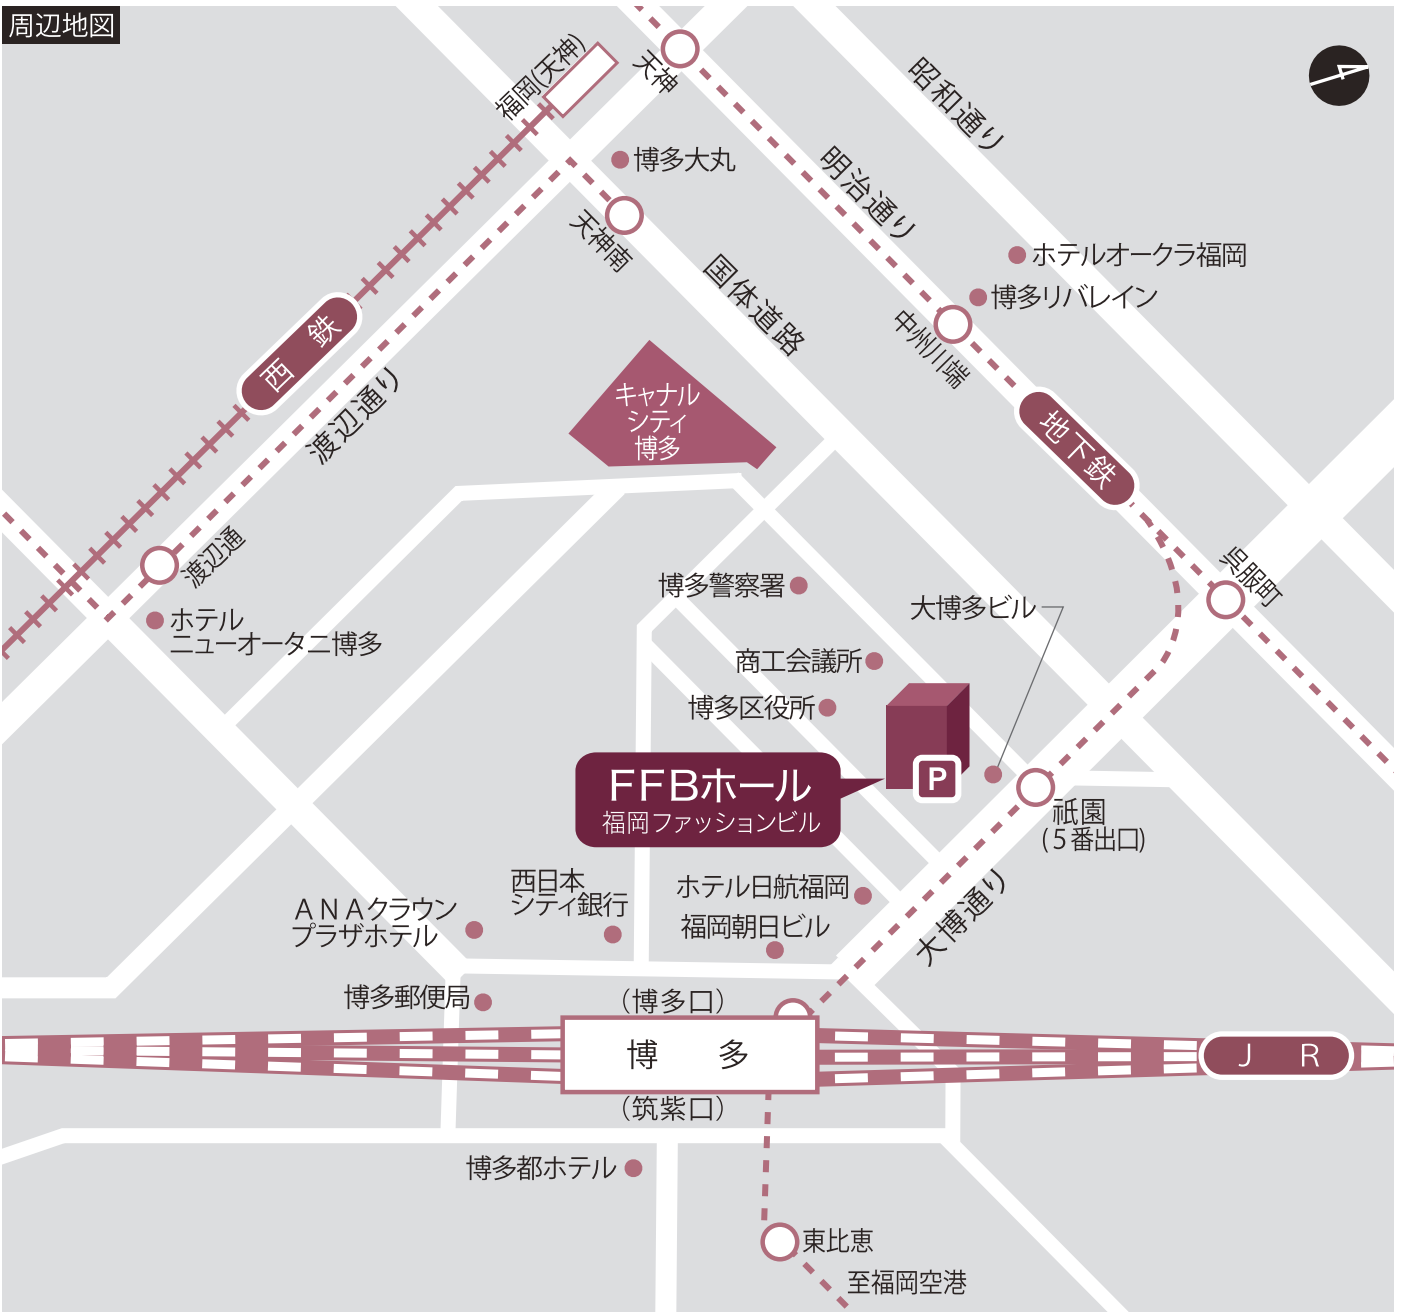 周辺地図
福岡(天神)
天神
昭和通り
博多大丸
明治通り
天神南
国体道路
ホテルオークラ福岡
博多リバレイン
中州川端
西 鉄
渡辺通り
キャナル
シティ
博多
地下鉄
渡辺通
呉服町
博多警察署
大博多ビル
ホテル
ニューオータニ博多
商工会議所
博多区役所
P
FFBホール
福岡ファッションビル
祇園
(5番出口)
西日本
シティ銀行
ホテル日航福岡
大博通り
ANAクラウン
プラザホテル
福岡朝日ビル
博多郵便局
(博多口)
博 多
J R
(筑紫口)
博多都ホテル
東比恵
至福岡空港